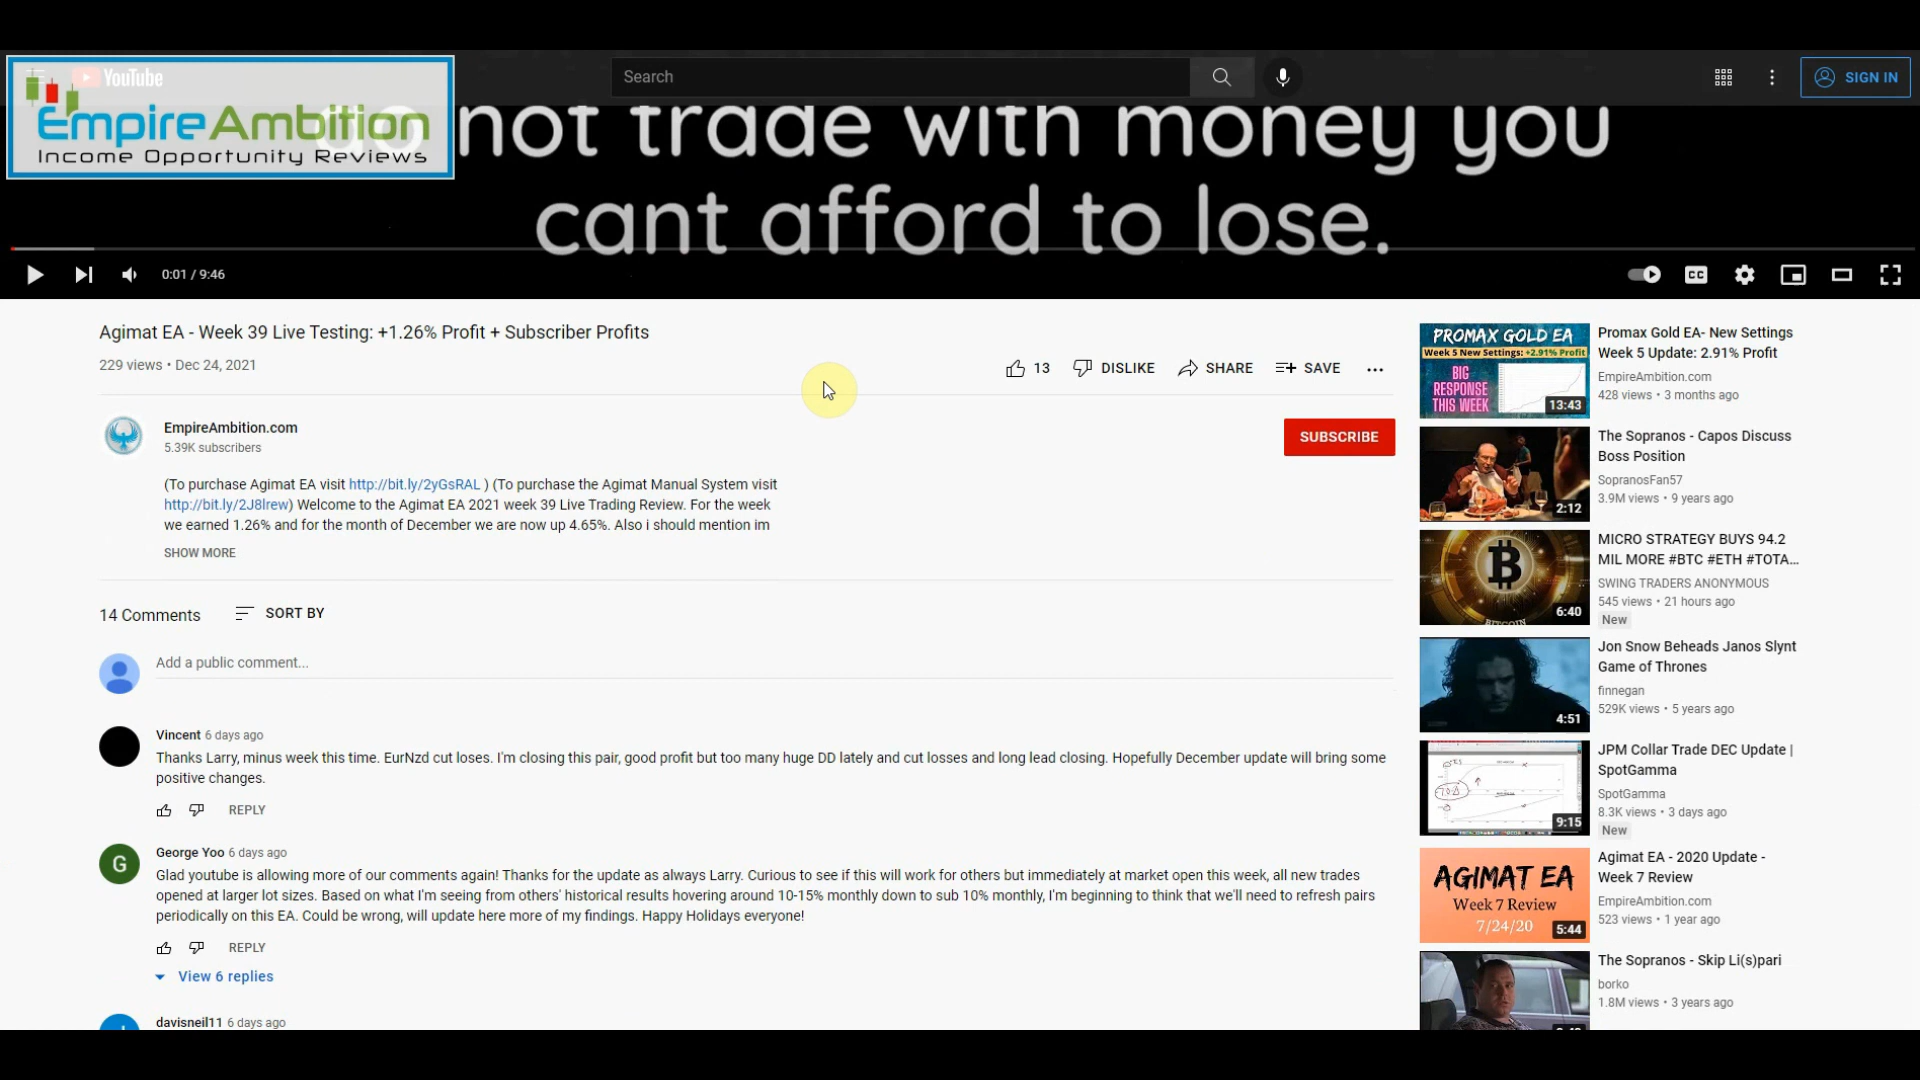 YouTube
EmpireAmbition
Income Opportunity Reviews
Search
SIGN IN
do not trade with money you
cant afford to lose.
0:01 / 9:46
CC
Agimat EA - Week 39 Live Testing: +1.26% Profit + Subscriber Profits
229 views • Dec 24, 2021
13
DISLIKE
SHARE
SAVE
EmpireAmbition.com
5.39K subscribers
SUBSCRIBE
(To purchase Agimat EA visit http://bit.ly/2yGsRAL ) (To purchase the Agimat Manual System visit
http://bit.ly/2J8lrew) Welcome to the Agimat EA 2021 week 39 Live Trading Review. For the week
we earned 1.26% and for the month of December we are now up 4.65%. Also i should mention im
SHOW MORE
14 Comments
SORT BY
Add a public comment...
Vincent 6 days ago
Thanks Larry, minus week this time. EurNzd cut loses. I'm closing this pair, good profit but too many huge DD lately and cut losses and long lead closing. Hopefully December update will bring some
positive changes.
REPLY
G
George Yoo 6 days ago
Glad youtube is allowing more of our comments again! Thanks for the update as always Larry. Curious to see if this will work for others but immediately at market open this week, all new trades
opened at larger lot sizes. Based on what I'm seeing from others' historical results hovering around 10-15% monthly down to sub 10% monthly, I'm beginning to think that we'll need to refresh pairs
periodically on this EA. Could be wrong, will update here more of my findings. Happy Holidays everyone!
REPLY
View 6 replies
davisneil11 6 days ago
PROMAX GOLD EA
Week 5 New Settings: +2.91% Profit
BIG
RESPONSE
THIS WEEK
13:43
Promax Gold EA- New Settings
Week 5 Update: 2.91% Profit
EmpireAmbition.com
428 views • 3 months ago
2:12
The Sopranos - Capos Discuss
Boss Position
SopranosFan57
3.9M views • 9 years ago
BITCOIN
6:40
MICRO STRATEGY BUYS 94.2
MIL MORE #BTC #ETH #TOTA...
SWING TRADERS ANONYMOUS
545 views • 21 hours ago
New
4:51
Jon Snow Beheads Janos Slynt
Game of Thrones
finnegan
529K views • 5 years ago
9:15
JPM Collar Trade DEC Update |
SpotGamma
SpotGamma
8.3K views • 3 days ago
New
AGIMAT EA
Week 7 Review
7/24/20
5:44
Agimat EA - 2020 Update -
Week 7 Review
EmpireAmbition.com
523 views • 1 year ago
The Sopranos - Skip Li(s)pari
borko
1.8M views • 3 years ago